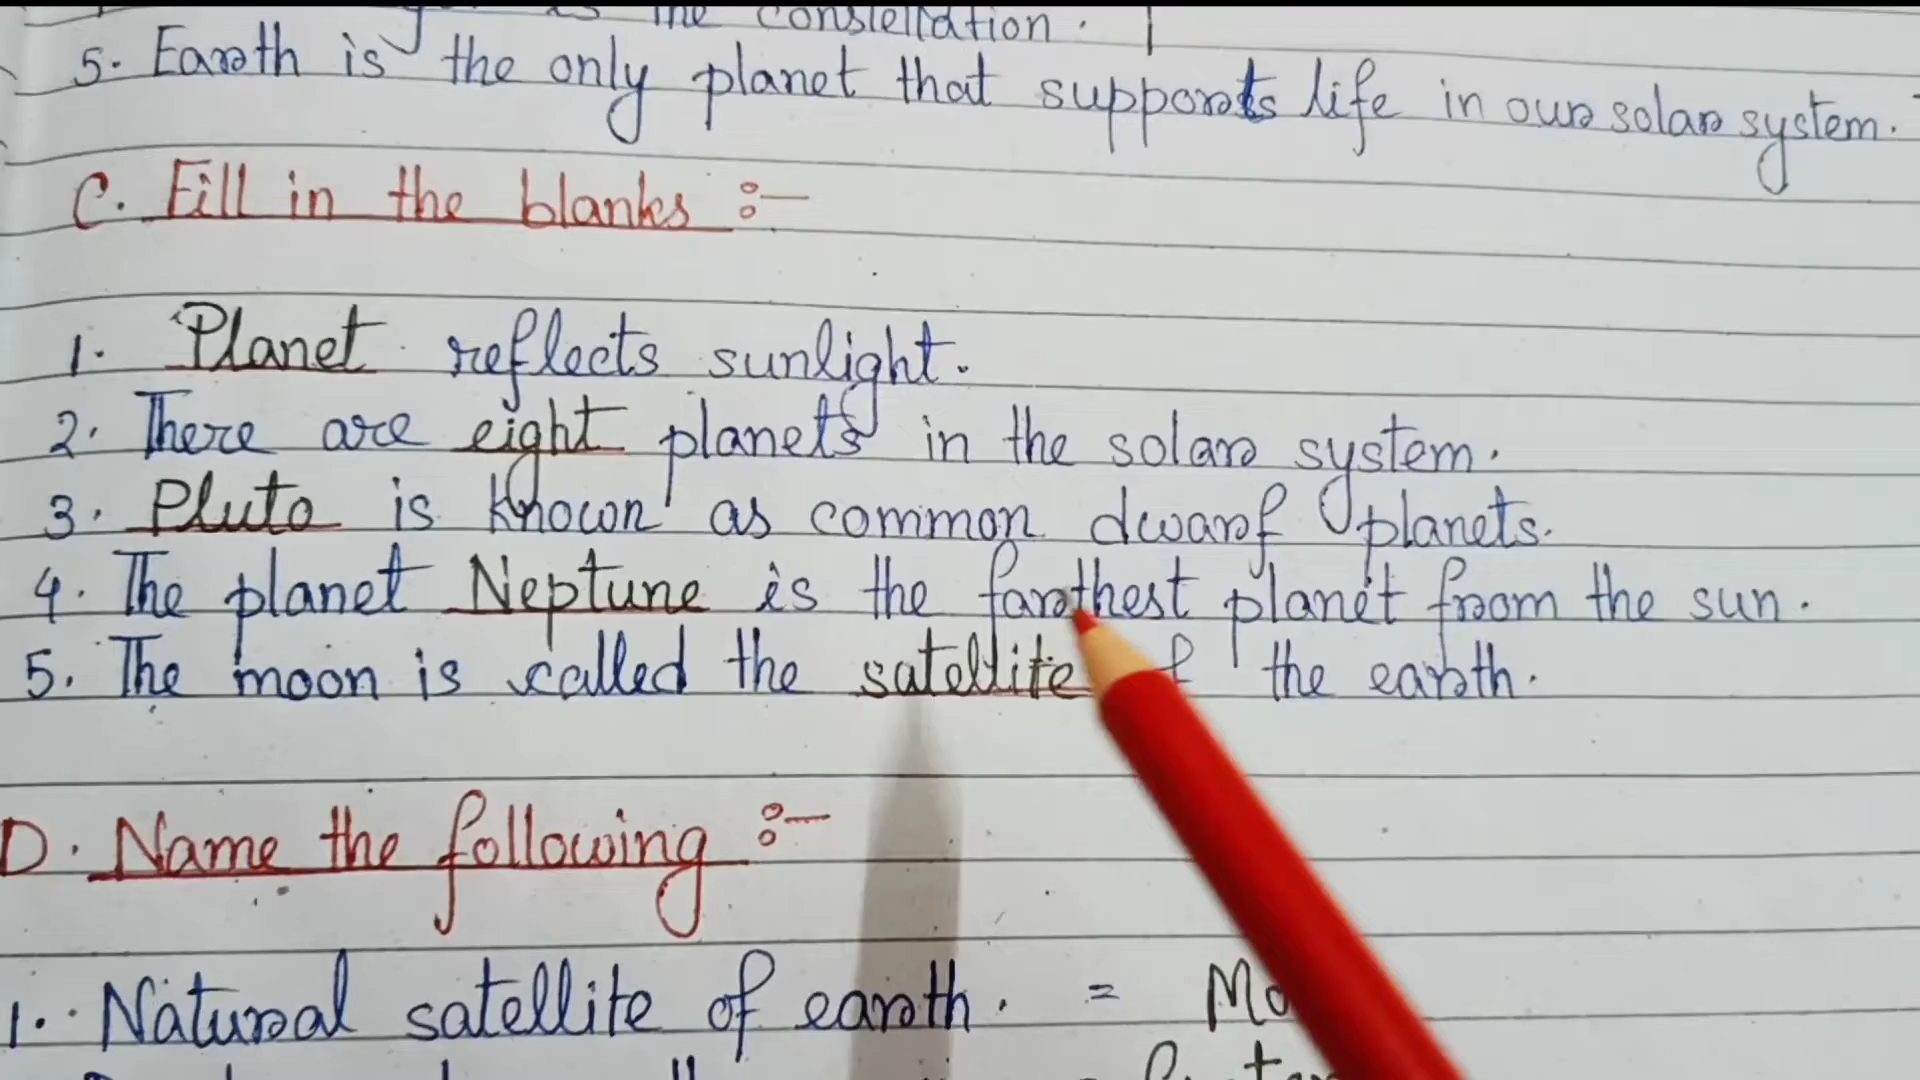 the constellation.
5. Earth is the only planet that supports life in our solar system.
C. Fill in the blanks :-
1. Planet reflects sunlight.
2. There are eight planets in the solar system.
3. Pluto is known as common dwarf planets.
4. The planet Neptune is the farthest planet from the sun.
5. The moon is called the satellite the earth.
D. Name the following :-
1. Natural satellite of earth. =